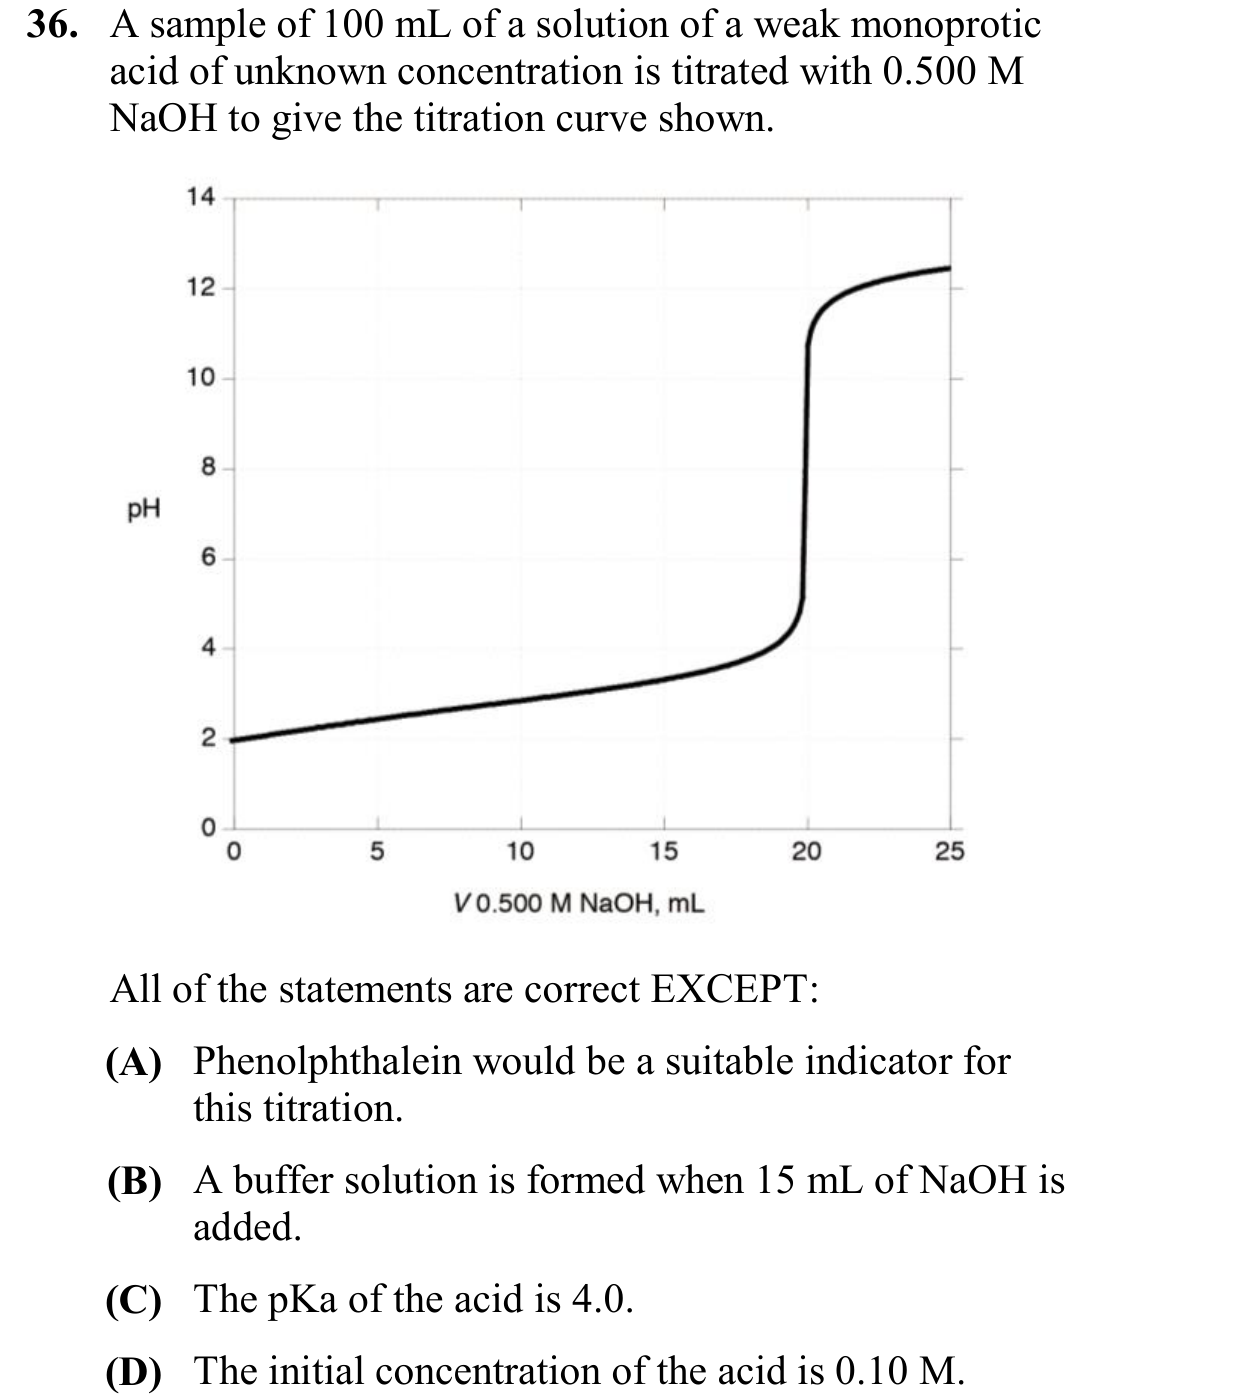 36. A sample of 100 mL of a solution of a weak monoprotic
acid of unknown concentration is titrated with 0.500 M
NaOH to give the titration curve shown.
14
12
10
8
pH
6
4
2
0
0 5 10 15 20 25
V 0.500 M NaOH, mL
All of the statements are correct EXCEPT:
(A) Phenolphthalein would be a suitable indicator for
this titration.
(B) A buffer solution is formed when 15 mL of NaOH is
added.
(C) The pKa of the acid is 4.0.
(D) The initial concentration of the acid is 0.10 M.